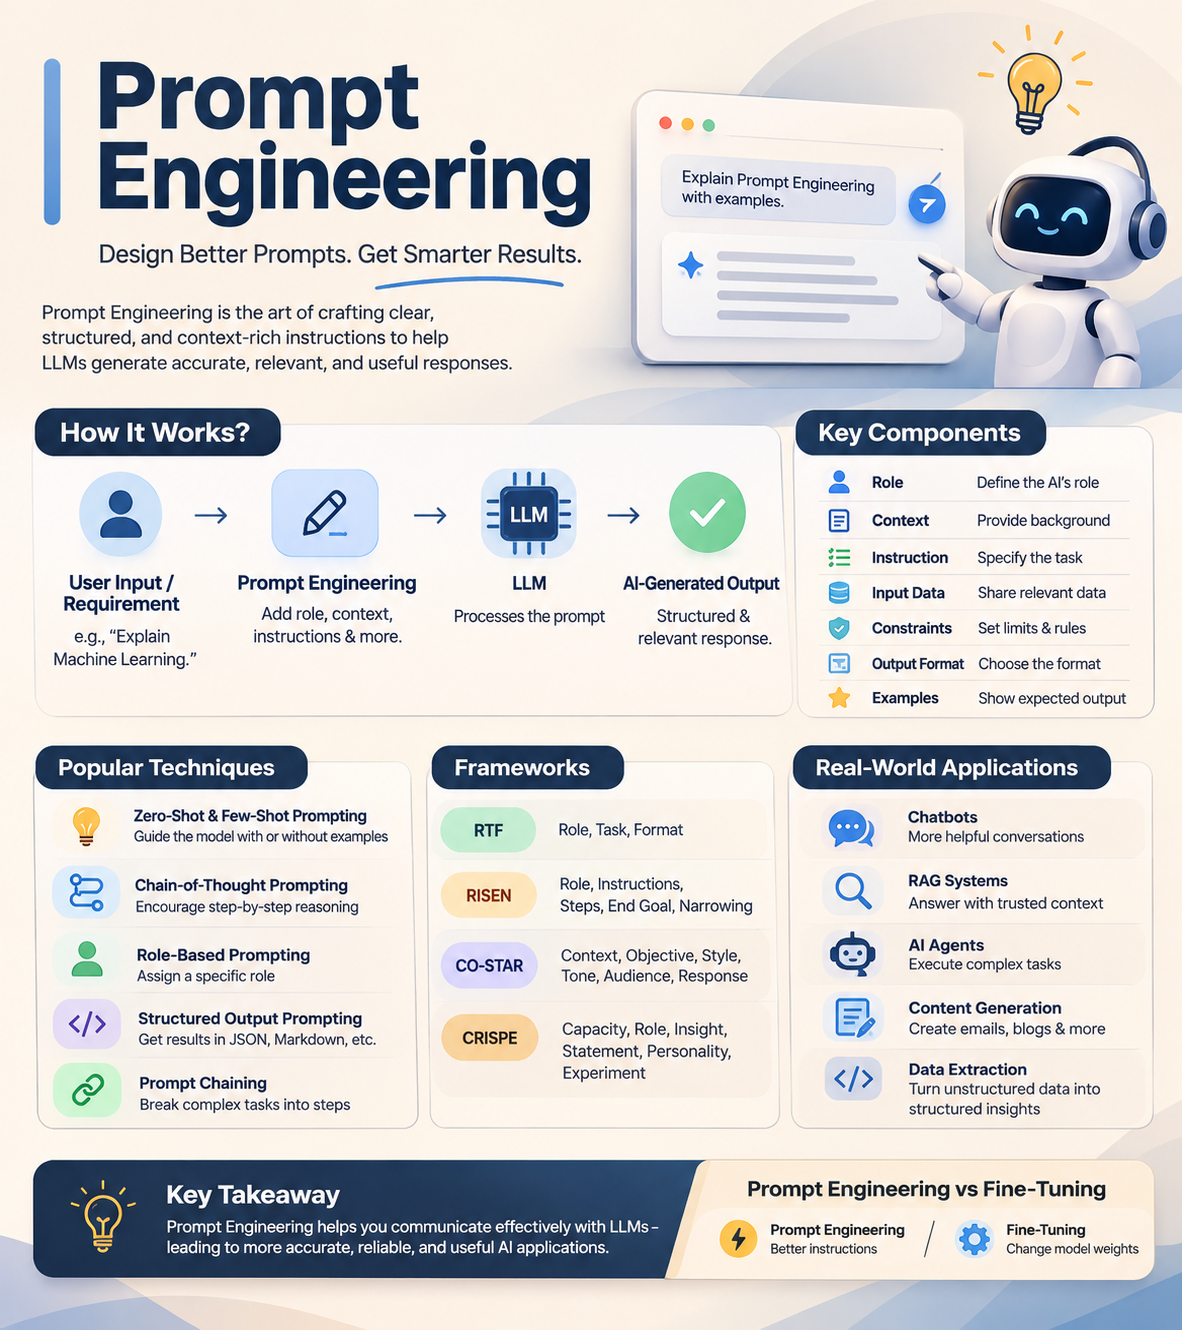 Prompt
Engineering
Design Better Prompts. Get Smarter Results.
Prompt Engineering is the art of crafting clear,
structured, and context-rich instructions to help
LLMs generate accurate, relevant, and useful responses.
Explain Prompt Engineering
with examples.
How It Works?
User Input /
Requirement
e.g., “Explain
Machine Learning.”
Prompt Engineering
Add role, context,
instructions & more.
LLM
LLM
Processes the prompt
AI-Generated Output
Structured &
relevant response.
Key Components
Role Define the AI's role
Context Provide background
Instruction Specify the task
Input Data Share relevant data
Constraints Set limits & rules
Output Format Choose the format
Examples Show expected output
Popular Techniques
Zero-Shot & Few-Shot Prompting
Guide the model with or without examples
Chain-of-Thought Prompting
Encourage step-by-step reasoning
Role-Based Prompting
Assign a specific role
</> Structured Output Prompting
Get results in JSON, Markdown, etc.
Prompt Chaining
Break complex tasks into steps
Frameworks
RTF Role, Task, Format
RISEN Role, Instructions,
Steps, End Goal, Narrowing
CO-STAR Context, Objective, Style,
Tone, Audience, Response
CRISPE Capacity, Role, Insight,
Statement, Personality,
Experiment
Real-World Applications
Chatbots
More helpful conversations
RAG Systems
Answer with trusted context
AI Agents
Execute complex tasks
Content Generation
Create emails, blogs & more
</> Data Extraction
Turn unstructured data into
structured insights
Key Takeaway
Prompt Engineering helps you communicate effectively with LLMs –
leading to more accurate, reliable, and useful AI applications.
Prompt Engineering vs Fine-Tuning
Prompt Engineering
Better instructions
/
Fine-Tuning
Change model weights